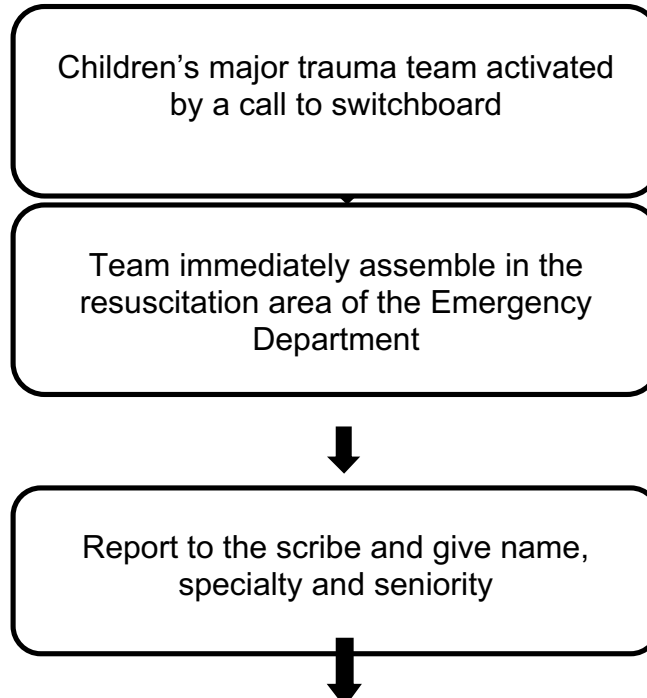 Children’s major trauma team activated
by a call to switchboard
Team immediately assemble in the
resuscitation area of the Emergency
Department
Report to the scribe and give name,
specialty and seniority